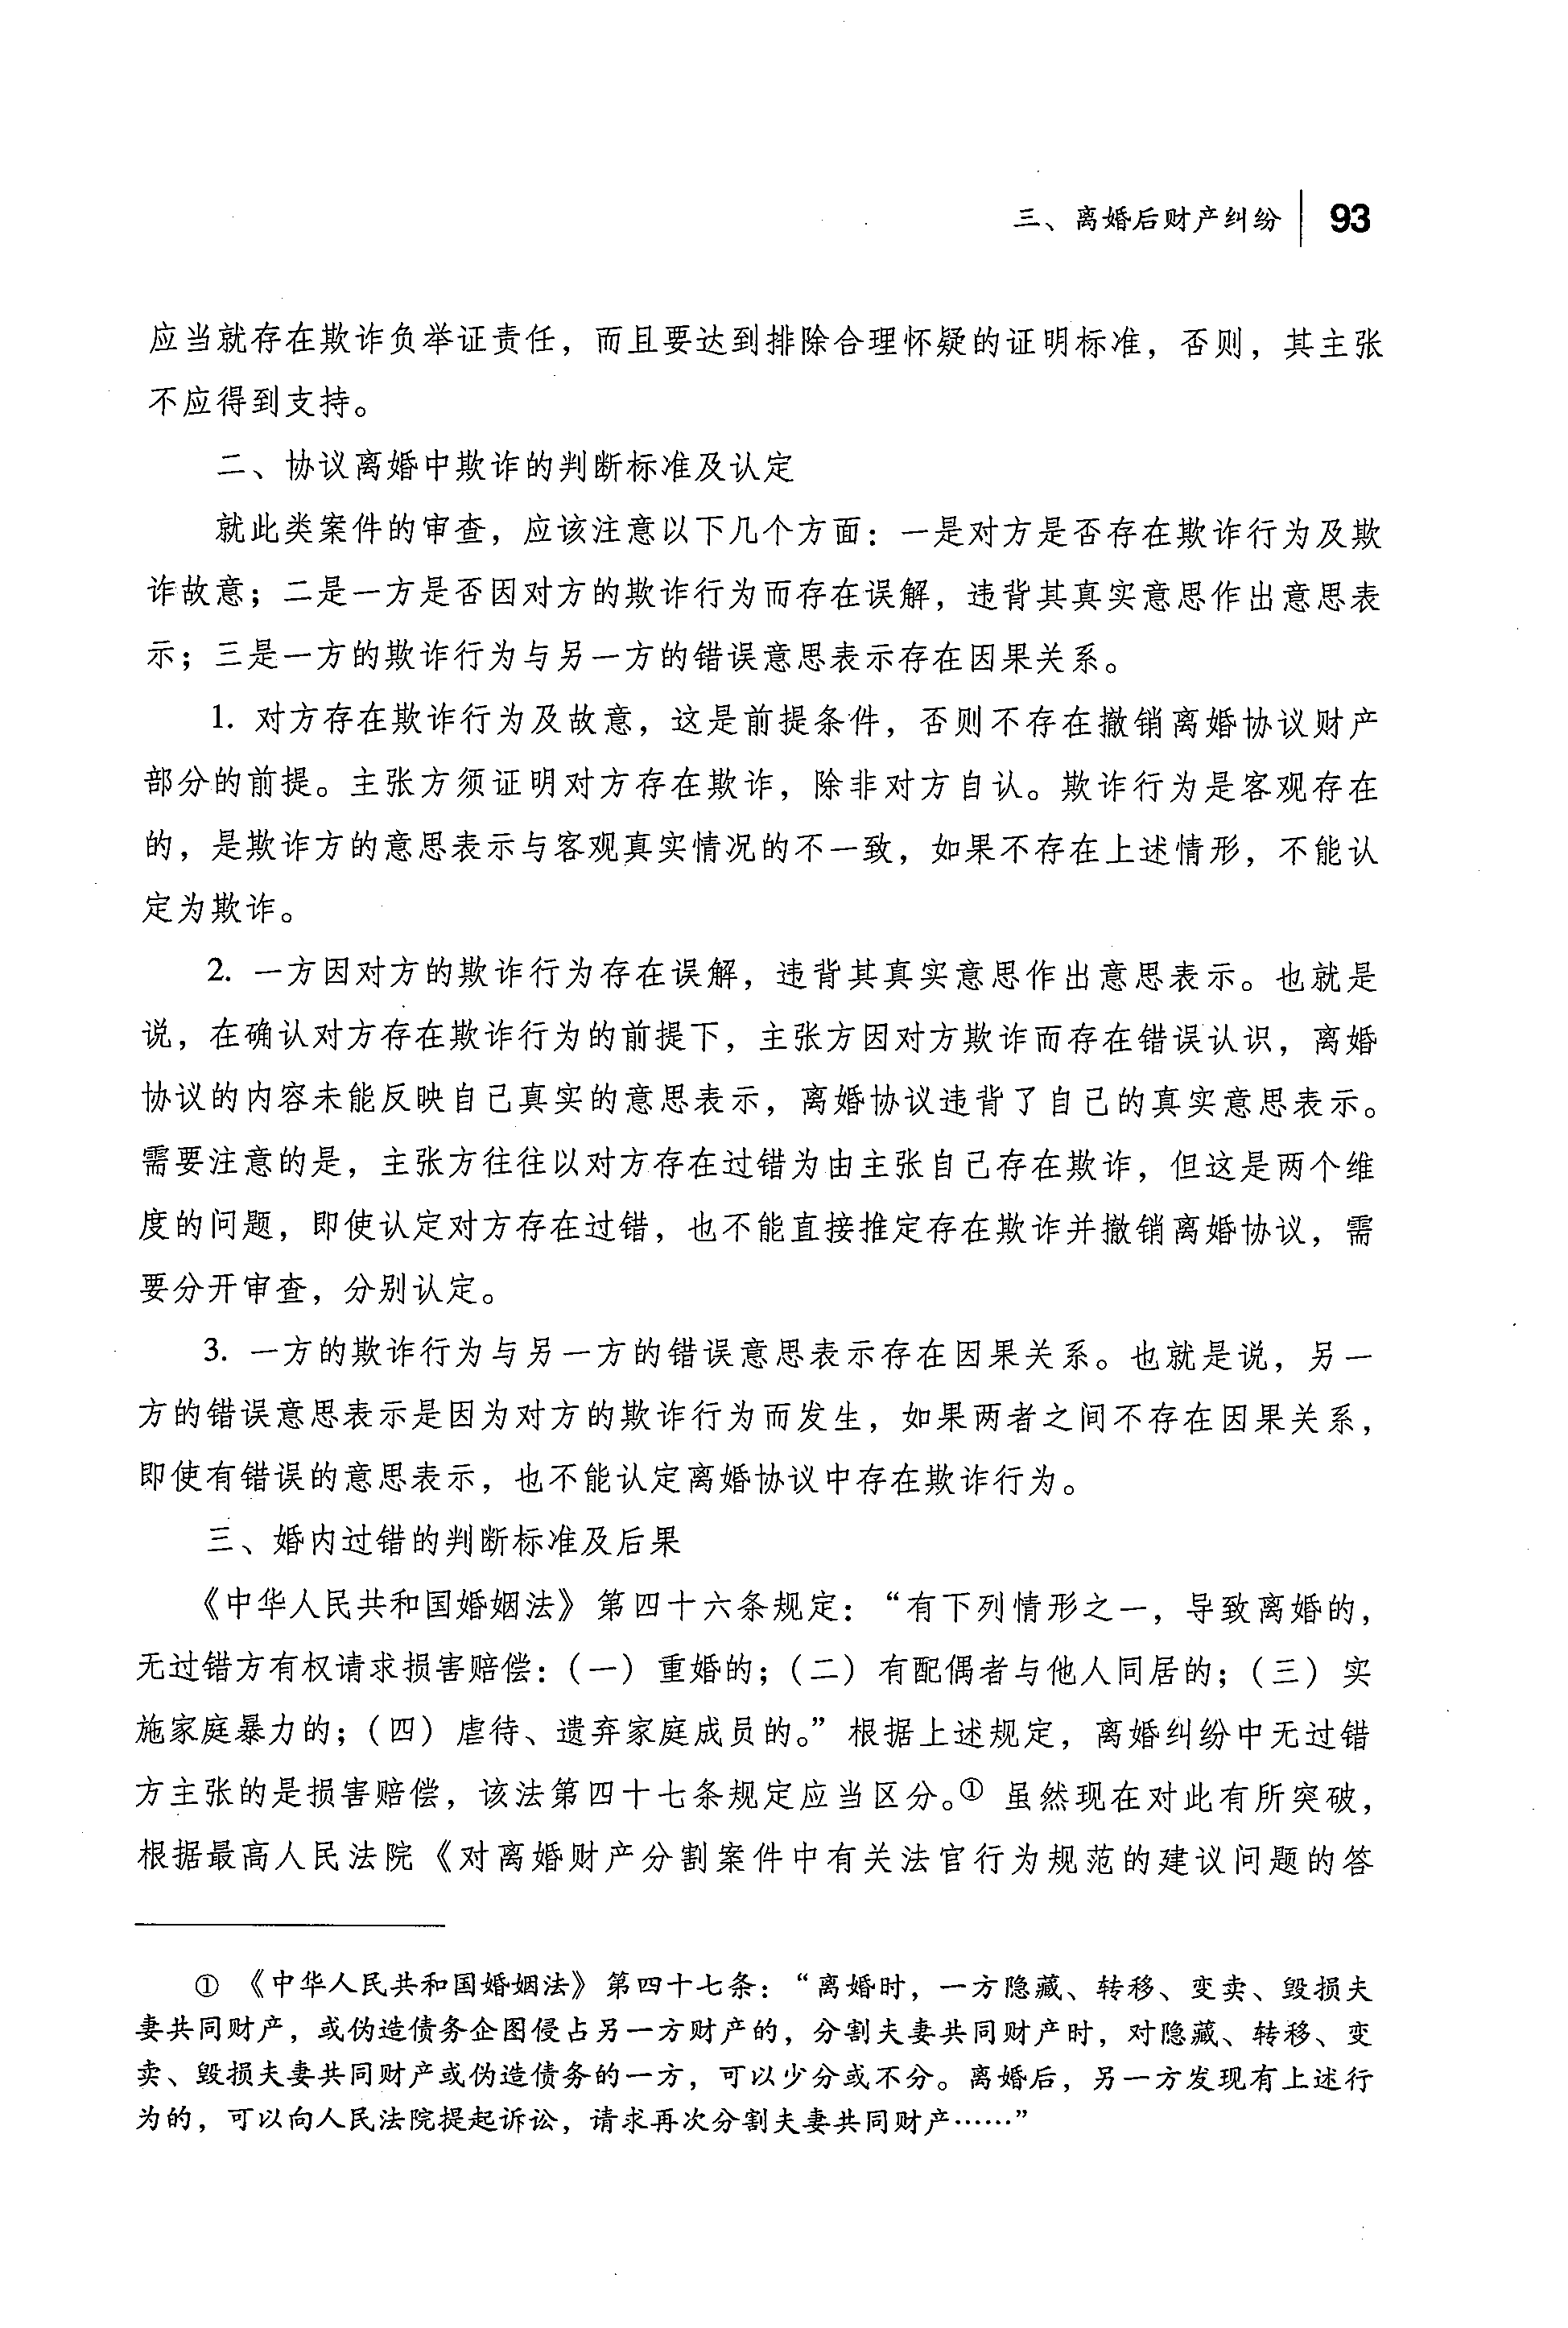 三、离婚后财产纠纷 93
应当就存在欺诈负举证责任，而且要达到排除合理怀疑的证明标准，否则，其主张
不应得到支持。
二、协议离婚中欺诈的判断标准及认定
就此类案件的审查，应该注意以下几个方面：一是对方是否存在欺诈行为及欺
诈故意；二是一方是否因对方的欺诈行为而存在误解，违背其真实意思作出意思表
示；三是一方的欺诈行为与另一方的错误意思表示存在因果关系。
1. 对方存在欺诈行为及故意，这是前提条件，否则不存在撤销离婚协议财产
部分的前提。主张方须证明对方存在欺诈，除非对方自认。欺诈行为是客观存在
的，是欺诈方的意思表示与客观真实情况的不一致，如果不存在上述情形，不能认
定为欺诈。
2. 一方因对方的欺诈行为存在误解，违背其真实意思作出意思表示。也就是
说，在确认对方存在欺诈行为的前提下，主张方因对方欺诈而存在错误认识，离婚
协议的内容未能反映自己真实的意思表示，离婚协议违背了自己的真实意思表示。
需要注意的是，主张方往往以对方存在过错为由主张自己存在欺诈，但这是两个维
度的问题，即使认定对方存在过错，也不能直接推定存在欺诈并撤销离婚协议，需
要分开审查，分别认定。
3. 一方的欺诈行为与另一方的错误意思表示存在因果关系。也就是说，另一
方的错误意思表示是因为对方的欺诈行为而发生，如果两者之间不存在因果关系，
即使有错误的意思表示，也不能认定离婚协议中存在欺诈行为。
三、婚内过错的判断标准及后果
《中华人民共和国婚姻法》第四十六条规定：“有下列情形之一，导致离婚的，
无过错方有权请求损害赔偿：（一）重婚的；（二）有配偶者与他人同居的；（三）实
施家庭暴力的；（四）虐待、遗弃家庭成员的。”根据上述规定，离婚纠纷中无过错
方主张的是损害赔偿，该法第四十七条规定应当区分。① 虽然现在对此有所突破，
根据最高人民法院《对离婚财产分割案件中有关法官行为规范的建议问题的答
① 《中华人民共和国婚姻法》第四十七条：“离婚时，一方隐藏、转移、变卖、毁损夫
妻共同财产，或伪造债务企图侵占另一方财产的，分割夫妻共同财产时，对隐藏、转移、变
卖、毁损夫妻共同财产或伪造债务的一方，可以少分或不分。离婚后，另一方发现有上述行
为的，可以向人民法院提起诉讼，请求再次分割夫妻共同财产……”